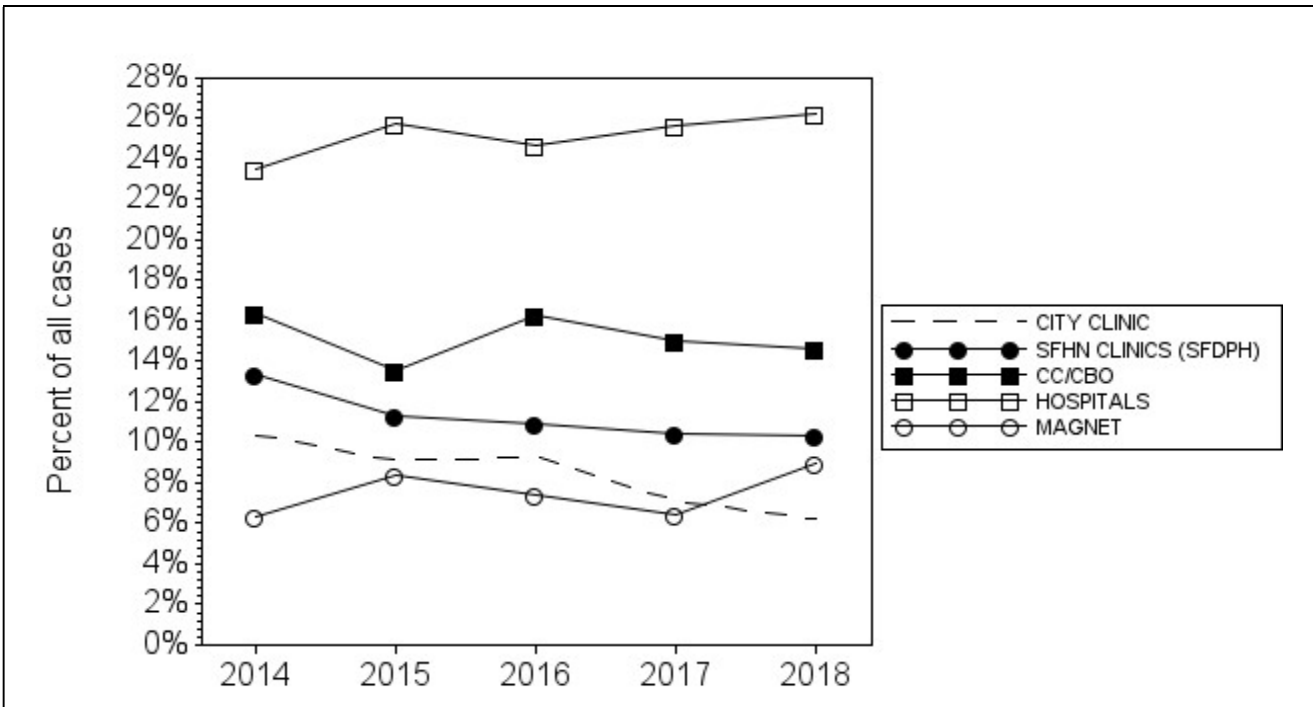 Percent of all cases
28%
26%
24%
22%
20%
18%
16%
14%
12%
10%
8%
6%
4%
2%
0%
2014 2015 2016 2017 2018
CITY CLINIC
SFHN CLINICS (SFDPH)
CC/CBO
HOSPITALS
MAGNET